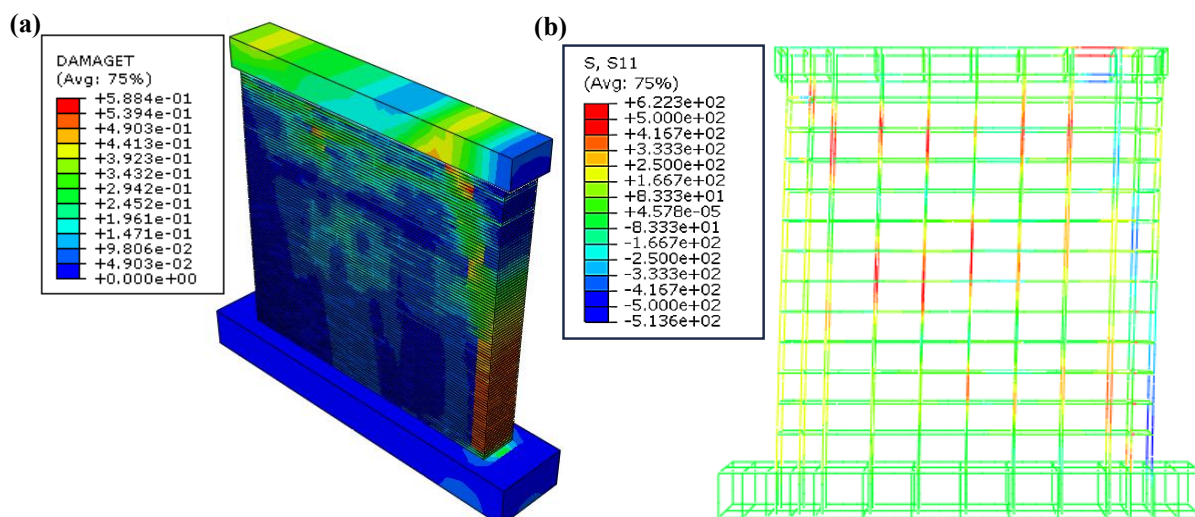 (a)
DAMAGET
(Avg: 75%)
+5.884e-01
+5.394e-01
+4.903e-01
+4.413e-01
+3.923e-01
+3.432e-01
+2.942e-01
+2.452e-01
+1.961e-01
+1.471e-01
+9.806e-02
+4.903e-02
+0.000e+00
(b)
S, S11
(Avg: 75%)
+6.223e+02
+5.000e+02
+4.167e+02
+3.333e+02
+2.500e+02
+1.667e+02
+8.333e+01
+4.578e-05
-8.333e+01
-1.667e+02
-2.500e+02
-3.333e+02
-4.167e+02
-5.000e+02
-5.136e+02